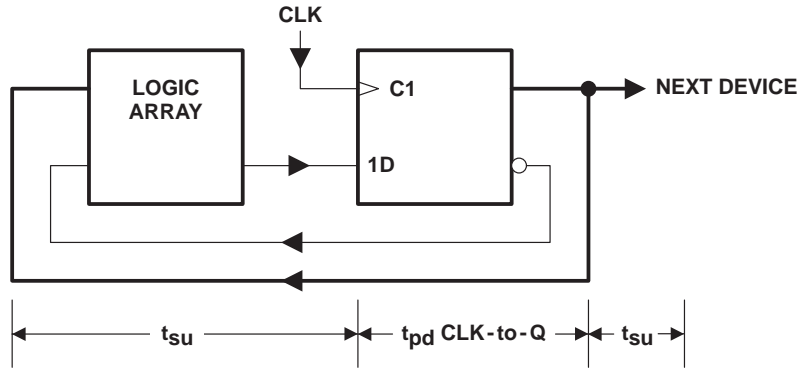 CLK
LOGIC
ARRAY
C1
1D
NEXT DEVICE
tsu
tpd CLK-to-Q
tsu